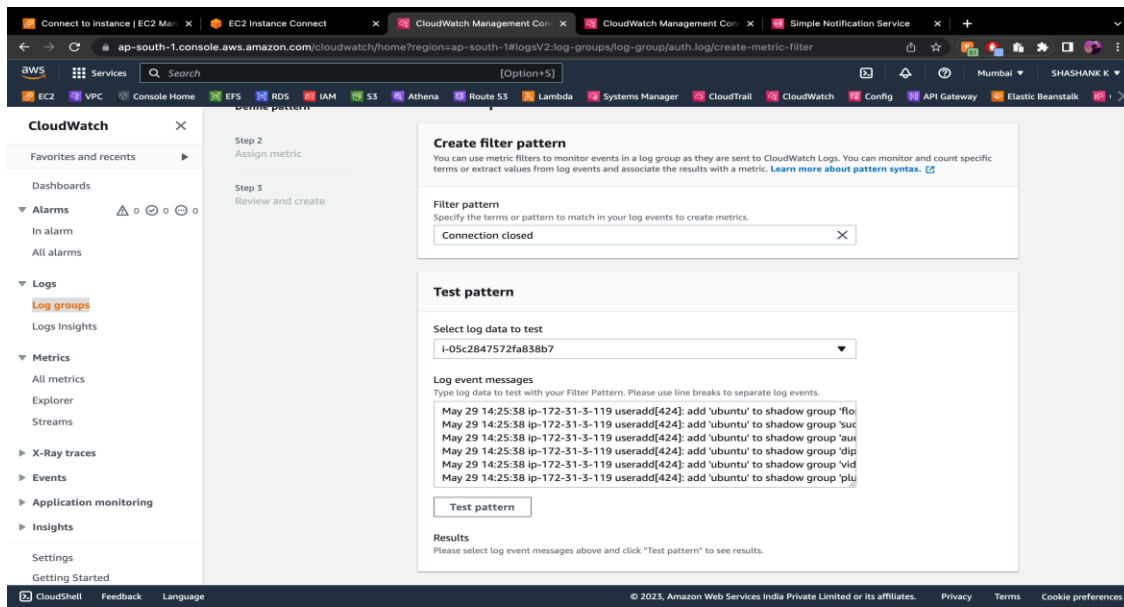 Connect to instance | EC2 Man
EC2 Instance Connect
CloudWatch Management Con
CloudWatch Management Con
Simple Notification Service
ap-south-1.console.aws.amazon.com/cloudwatch/home?region=ap-south-1#logsV2:log-groups/log-group/auth.log/create-metric-filter
51
aws
Services
Search
[Option+S]
Mumbai
SHASHANK K
EC2
VPC
Console Home
EFS
RDS
IAM
S3
Athena
Route 53
Lambda
Systems Manager
CloudTrail
CloudWatch
Config
API Gateway
Elastic Beanstalk
CloudWatch
Favorites and recents
Dashboards
Alarms 0 0 0
In alarm
All alarms
Logs
Log groups
Logs Insights
Metrics
All metrics
Explorer
Streams
X-Ray traces
Events
Application monitoring
Insights
Settings
Getting Started
Define pattern
Step 2
Assign metric
Step 3
Review and create
Create filter pattern
You can use metric filters to monitor events in a log group as they are sent to CloudWatch Logs. You can monitor and count specific
terms or extract values from log events and associate the results with a metric. Learn more about pattern syntax.
Filter pattern
Specify the terms or pattern to match in your log events to create metrics.
Connection closed
Test pattern
Select log data to test
i-05c2847572fa838b7
Log event messages
Type log data to test with your Filter Pattern. Please use line breaks to separate log events.
May 29 14:25:38 ip-172-31-3-119 useradd[424]: add 'ubuntu' to shadow group 'flo
May 29 14:25:38 ip-172-31-3-119 useradd[424]: add 'ubuntu' to shadow group 'suc
May 29 14:25:38 ip-172-31-3-119 useradd[424]: add 'ubuntu' to shadow group 'auc
May 29 14:25:38 ip-172-31-3-119 useradd[424]: add 'ubuntu' to shadow group 'dip
May 29 14:25:38 ip-172-31-3-119 useradd[424]: add 'ubuntu' to shadow group 'vid
May 29 14:25:38 ip-172-31-3-119 useradd[424]: add 'ubuntu' to shadow group 'plu
Test pattern
Results
Please select log event messages above and click "Test pattern" to see results.
CloudShell
Feedback
Language
© 2023, Amazon Web Services India Private Limited or its affiliates.
Privacy
Terms
Cookie preferences